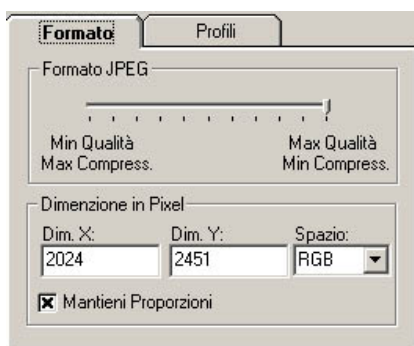 Formato Profili
Formato JPEG
Min Qualità Max Qualità
Max Compress. Min Compress.
Dimenzione in Pixel
Dim. X: Dim. Y: Spazio:
2024 2451 RGB
Mantieni Proporzioni